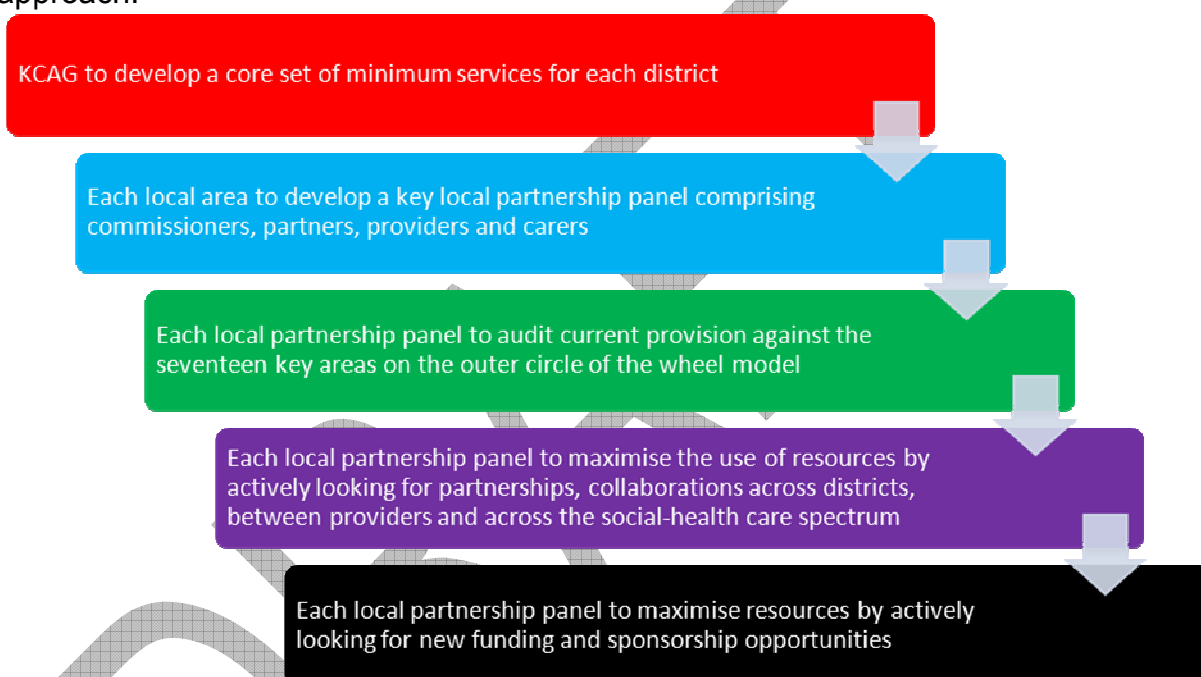 approach.
KCAG to develop a core set of minimum services for each district
Each local area to develop a key local partnership panel comprising
commissioners, partners, providers and carers
Each local partnership panel to audit current provision against the
seventeen key areas on the outer circle of the wheel model
Each local partnership panel to maximise the use of resources by
actively looking for partnerships, collaborations across districts,
between providers and across the social-health care spectrum
Each local partnership panel to maximise resources by actively
looking for new funding and sponsorship opportunities